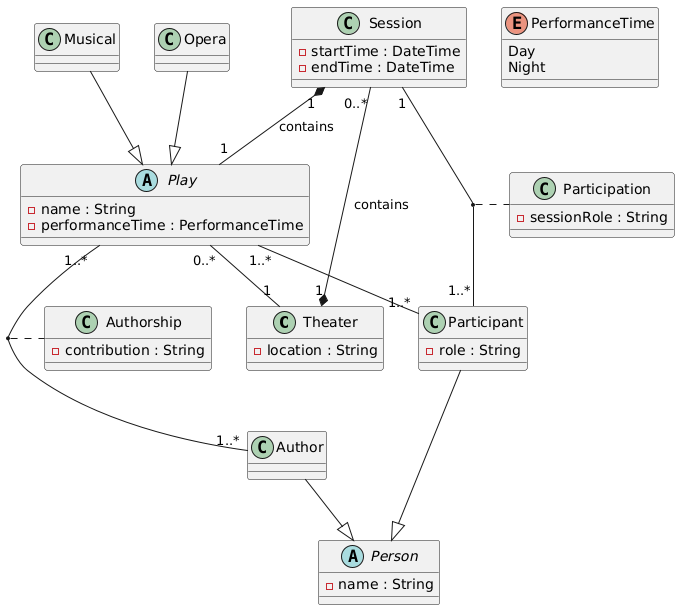 C Musical
C Opera
C Session
startTime : DateTime
endTime : DateTime
E PerformanceTime
Day
Night
1
0..*
1
contains
1
A Play
name : String
performanceTime : PerformanceTime
contains
C Participation
sessionRole : String
1..*
0..*
1..*
1
1
1..*
1..*
C Authorship
contribution : String
C Theater
location : String
C Participant
role : String
1..*
C Author
A Person
name : String